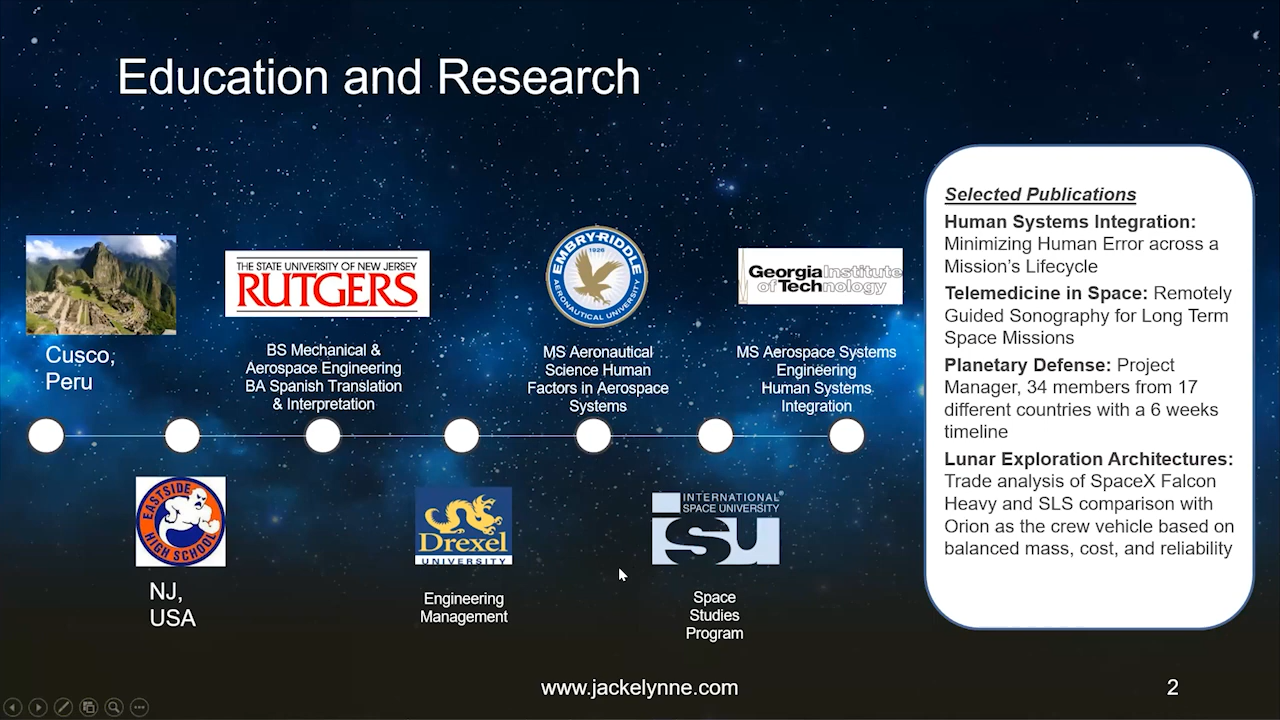 Education and Research
Cusco,
Peru
EASTSIDE
HIGH SCHOOL
NJ,
USA
THE STATE UNIVERSITY OF NEW JERSEY
RUTGERS
BS Mechanical &
Aerospace Engineering
BA Spanish Translation
& Interpretation
Drexel
UNIVERSITY
Engineering
Management
EMBRY-RIDDLE
1926
AERONAUTICAL UNIVERSITY
MS Aeronautical
Science Human
Factors in Aerospace
Systems
INTERNATIONAL
SPACE UNIVERSITY
isu
Space
Studies
Program
Georgia Institute
of Technology
MS Aerospace Systems
Engineering
Human Systems
Integration
Selected Publications
Human Systems Integration:
Minimizing Human Error across a
Mission's Lifecycle
Telemedicine in Space: Remotely
Guided Sonography for Long Term
Space Missions
Planetary Defense: Project
Manager, 34 members from 17
different countries with a 6 weeks
timeline
Lunar Exploration Architectures:
Trade analysis of SpaceX Falcon
Heavy and SLS comparison with
Orion as the crew vehicle based on
balanced mass, cost, and reliability
www.jackelynne.com
2